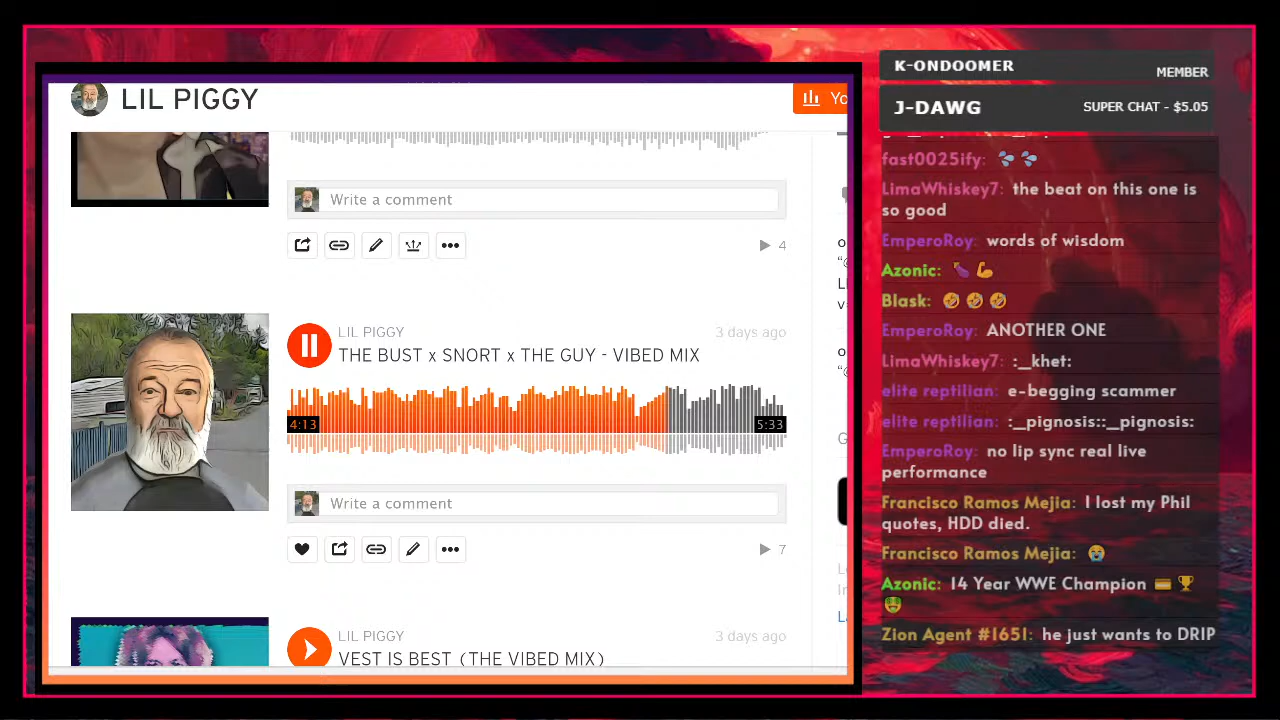 LIL PIGGY
Yo
Write a comment
4
LIL PIGGY
3 days ago
THE BUST x SNORT x THE GUY - VIBED MIX
4:13
5:33
Write a comment
7
LIL PIGGY
3 days ago
VEST IS BEST (THE VIBED MIX)
K-ONDOOMER
MEMBER
J-DAWG
SUPER CHAT - $5.05
fast0025ify: 💦 💦
LimaWhiskey7: the beat on this one is
so good
EmperoRoy: words of wisdom
Azonic: 🍆 💪
Blask: 🤣 🤣 🤣
EmperoRoy: ANOTHER ONE
LimaWhiskey7: :__khet:
elite reptilian: e-begging scammer
elite reptilian: :__pignosis::__pignosis:
EmperoRoy: no lip sync real live
performance
Francisco Ramos Mejia: I lost my Phil
quotes, HDD died.
Francisco Ramos Mejia: 😭
Azonic: 14 Year WWE Champion 💳 🏆
🤑
Zion Agent #1651: he just wants to DRIP